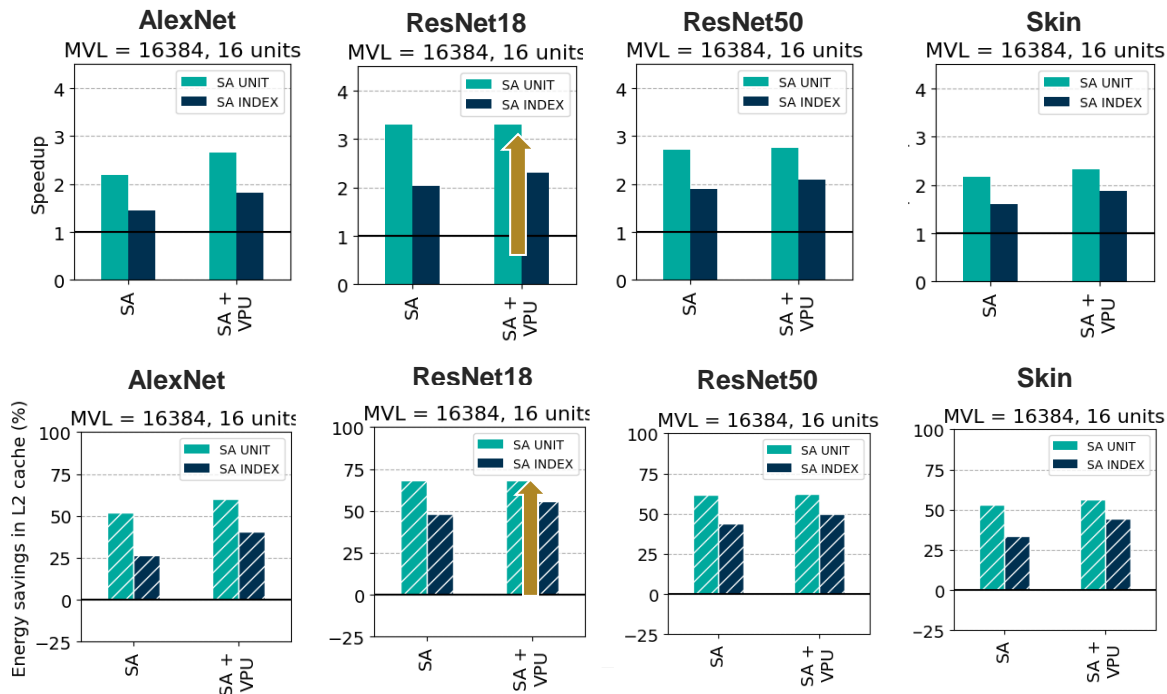 AlexNet
MVL = 16384, 16 units
SA UNIT
SA INDEX
Speedup
4
3
2
1
0
SA
SA +
VPU
ResNet18
MVL = 16384, 16 units
SA UNIT
SA INDEX
4
3
2
1
0
SA
SA +
VPU
ResNet50
MVL = 16384, 16 units
SA UNIT
SA INDEX
4
3
2
1
0
SA
SA +
VPU
Skin
MVL = 16384, 16 units
SA UNIT
SA INDEX
4
3
2
1
0
SA
SA +
VPU
AlexNet
MVL = 16384, 16 units
SA UNIT
SA INDEX
Energy savings in L2 cache (%)
100
75
50
25
0
−25
SA
SA +
VPU
ResNet18
MVL = 16384, 16 units
SA UNIT
SA INDEX
100
75
50
25
0
−25
SA
SA +
VPU
ResNet50
MVL = 16384, 16 units
SA UNIT
SA INDEX
100
75
50
25
0
−25
SA
SA +
VPU
Skin
MVL = 16384, 16 units
SA UNIT
SA INDEX
100
75
50
25
0
−25
SA
SA +
VPU